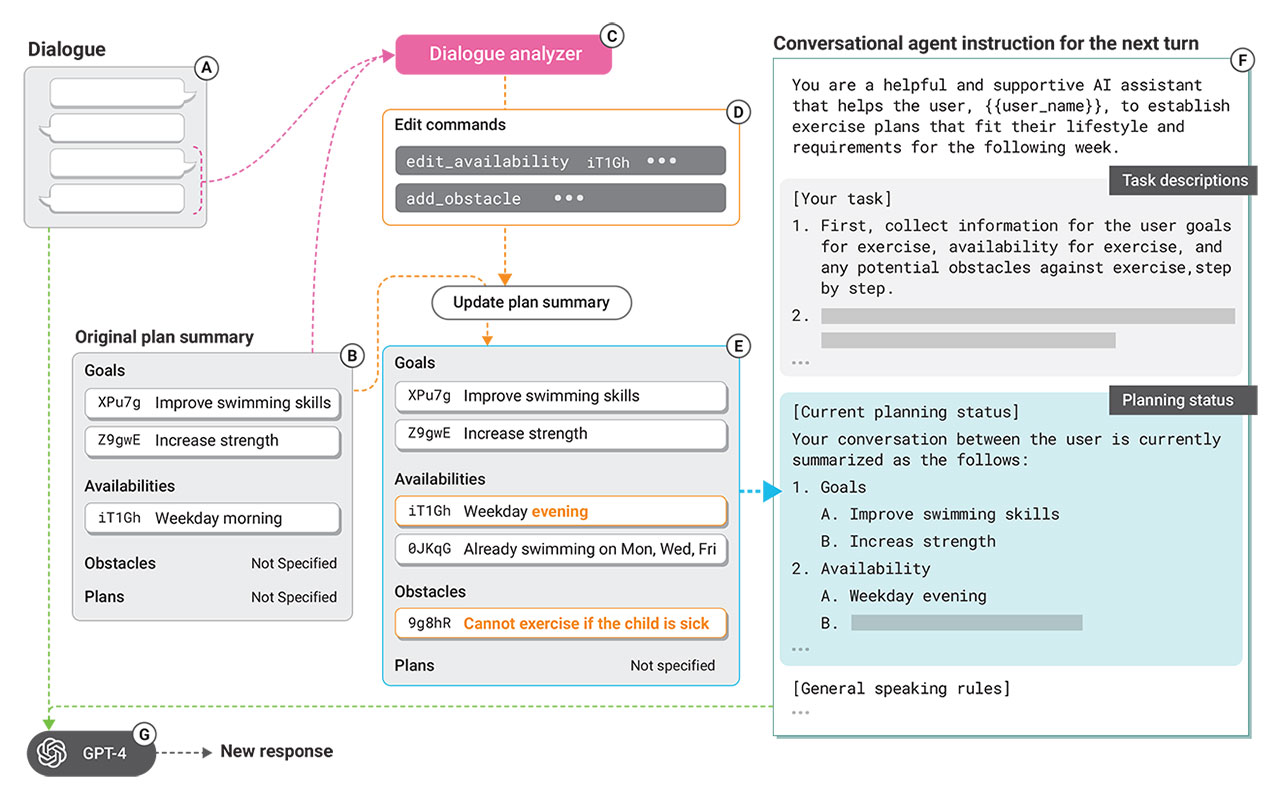 Dialogue
A
C
Dialogue analyzer
D
Edit commands
edit_availability iT1Gh •••
add_obstacle •••
Update plan summary
Original plan summary
B
Goals
XPu7g Improve swimming skills
Z9gwE Increase strength
Availabilities
iT1Gh Weekday morning
Obstacles Not Specified
Plans Not Specified
E
Goals
XPu7g Improve swimming skills
Z9gwE Increase strength
Availabilities
iT1Gh Weekday evening
0JKqG Already swimming on Mon, Wed, Fri
Obstacles
9g8hR Cannot exercise if the child is sick
Plans Not specified
Conversational agent instruction for the next turn
F
You are a helpful and supportive AI assistant
that helps the user, {{user_name}}, to establish
exercise plans that fit their lifestyle and
requirements for the following week.
Task descriptions
[Your task]
1. First, collect information for the user goals
for exercise, availability for exercise, and
any potential obstacles against exercise,step
by step.
2.
...
Planning status
[Current planning status]
Your conversation between the user is currently
summarized as the follows:
1. Goals
A. Improve swimming skills
B. Increas strength
2. Availability
A. Weekday evening
B.
...
[General speaking rules]
...
G
GPT-4
New response